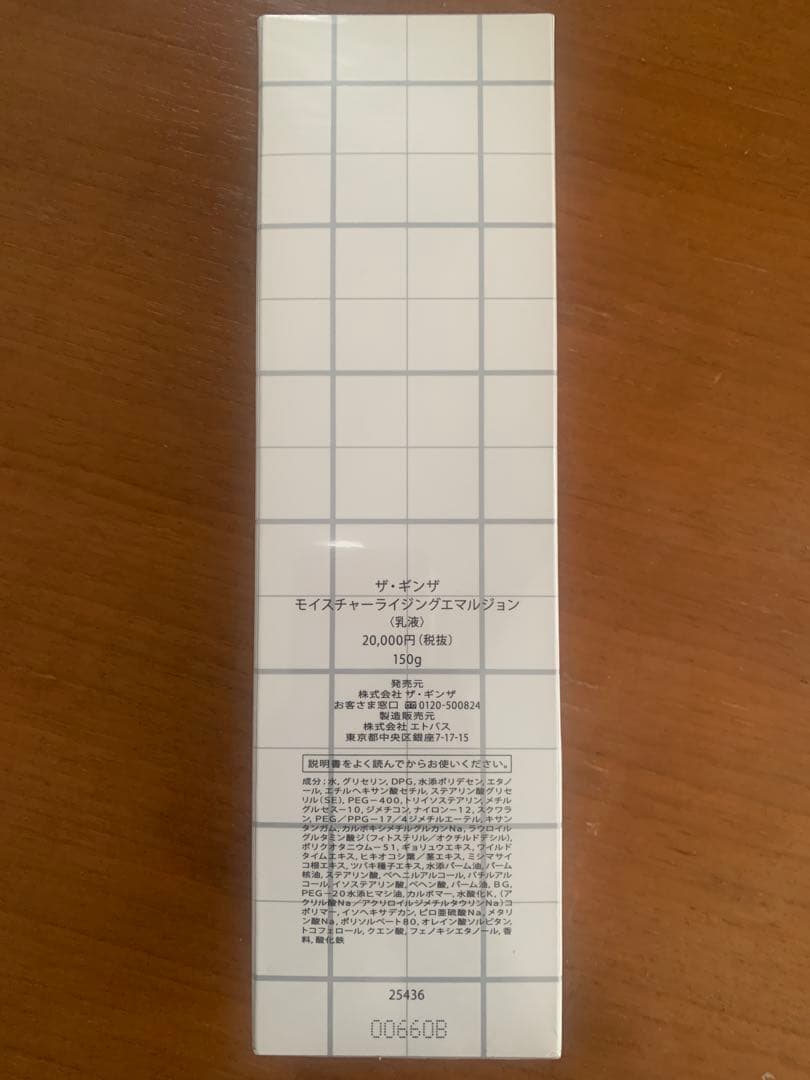 ザ・ギンザ
モイスチャーライジングエマルジョン
〈乳液〉
20,000円(税抜)
150g
発売元
株式会社 ザ・ギンザ
お客さま窓口 0120-500824
製造販売元
株式会社 エトバス
東京都中央区銀座7-17-15
説明書をよく読んでからお使いください。
成分:水,グリセリン,DPG,水添ポリデセン,エタノ
ール,エチルヘキサン酸セチル,ステアリン酸グリセ
リル(SE),PEG-400,トリイソステアリン,メチル
グルセス-10,ジメチコン,ナイロン-12,スクワラ
ン,PEG/PPG-17/4ジメチルエーテル,キサン
タンガム,カルボキシメチルグルカンNa,ラウロイル
グルタミン酸ジ(フィトステリル/オクチルドデシル),
ポリクオタニウム-51,ギョリュウエキス,ワイルド
タイムエキス,ヒキオコシ葉/茎エキス,ミシマサイ
コ根エキス,ツバキ種子エキス,水添パーム油,パーム
核油,ステアリン酸,ベヘニルアルコール,バチルアル
コール,イソステアリン酸,ベヘン酸,パーム油,BG,
PEG-20水添ヒマシ油,カルボマー,水酸化K,(ア
クリル酸Na/アクリロイルジメチルタウリンNa)コ
ポリマー,イソヘキサデカン,ピロ亜硫酸Na,メタリ
ン酸Na,ポリソルベート80,オレイン酸ソルビタン,
トコフェロール,クエン酸,フェノキシエタノール,香
料,酸化鉄
25436
00660B